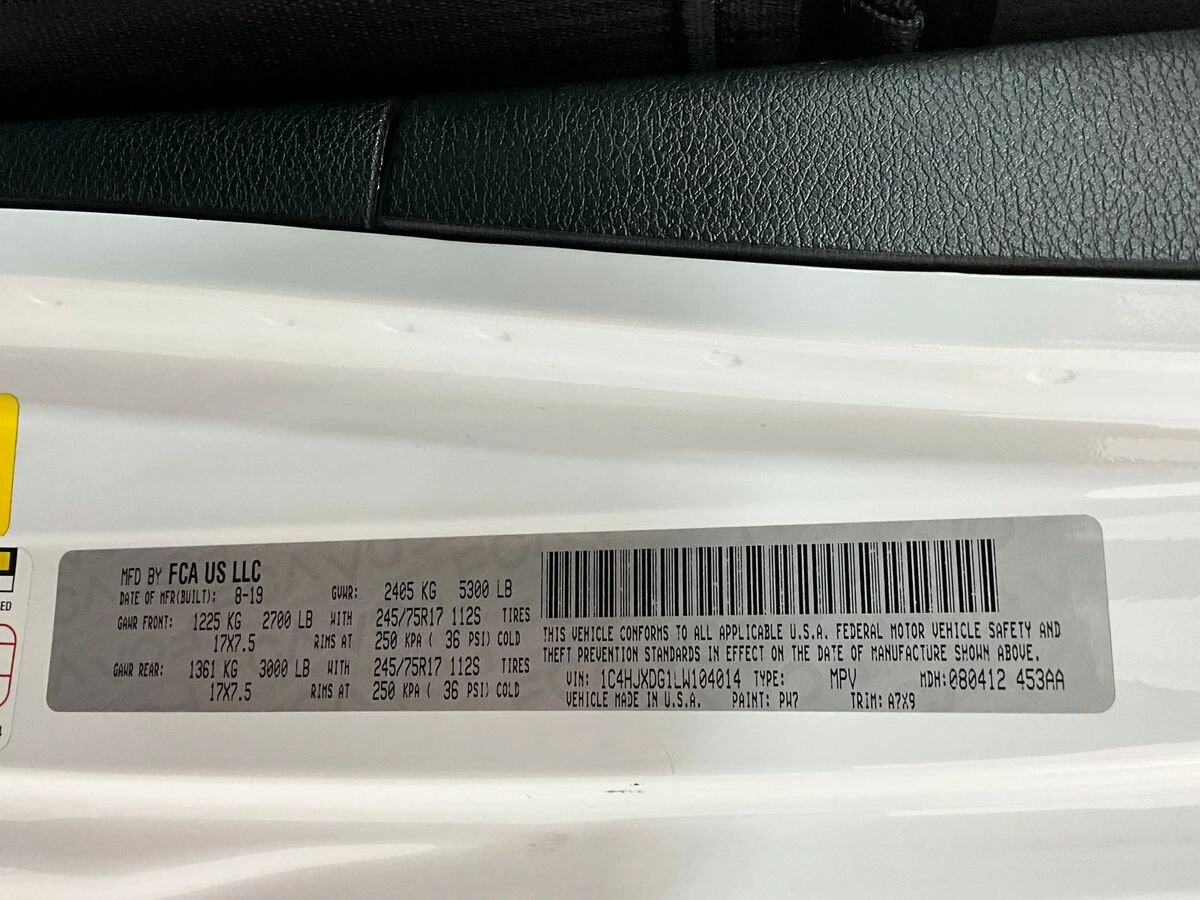 MFD BY FCA US LLC
DATE OF MFR(BUILT): 8-19 GVWR: 2405 KG 5300 LB
GAWR FRONT: 1225 KG 2700 LB WITH 245/75R17 112S TIRES
17X7.5 RIMS AT 250 KPA ( 36 PSI) COLD
GAWR REAR: 1361 KG 3000 LB WITH 245/75R17 112S TIRES
17X7.5 RIMS AT 250 KPA ( 36 PSI) COLD
THIS VEHICLE CONFORMS TO ALL APPLICABLE U.S.A. FEDERAL MOTOR VEHICLE SAFETY AND
THEFT PREVENTION STANDARDS IN EFFECT ON THE DATE OF MANUFACTURE SHOWN ABOVE.
VIN: 1C4HJXDG1LW104014 TYPE: MPV MDH:080412 453AA
VEHICLE MADE IN U.S.A. PAINT: PW7 TRIM: A7X9